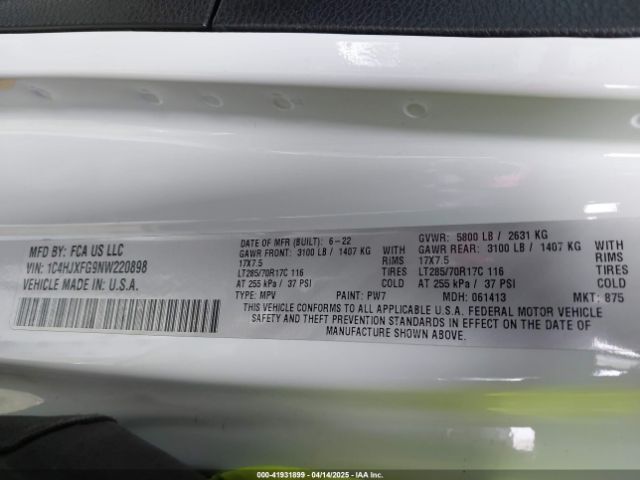 MFD BY: FCA US LLC
VIN: 1C4HJXFG9NW220898
VEHICLE MADE IN: U.S.A.
DATE OF MFR (BUILT): 6-22
GAWR FRONT: 3100 LB / 1407 KG WITH
17X7.5 RIMS
LT285/70R17C 116 TIRES
AT 255 kPa / 37 PSI COLD
GVWR: 5800 LB / 2631 KG
GAWR REAR: 3100 LB / 1407 KG WITH
17X7.5 RIMS
LT285/70R17C 116 TIRES
AT 255 kPa / 37 PSI COLD
TYPE: MPV PAINT: PW7 MDH: 061413 MKT: 875
THIS VEHICLE CONFORMS TO ALL APPLICABLE U.S.A. FEDERAL MOTOR VEHICLE
SAFETY AND THEFT PREVENTION STANDARDS IN EFFECT ON THE DATE OF
MANUFACTURE SHOWN ABOVE.
000-41931899 - 04/14/2025 - IAA Inc.